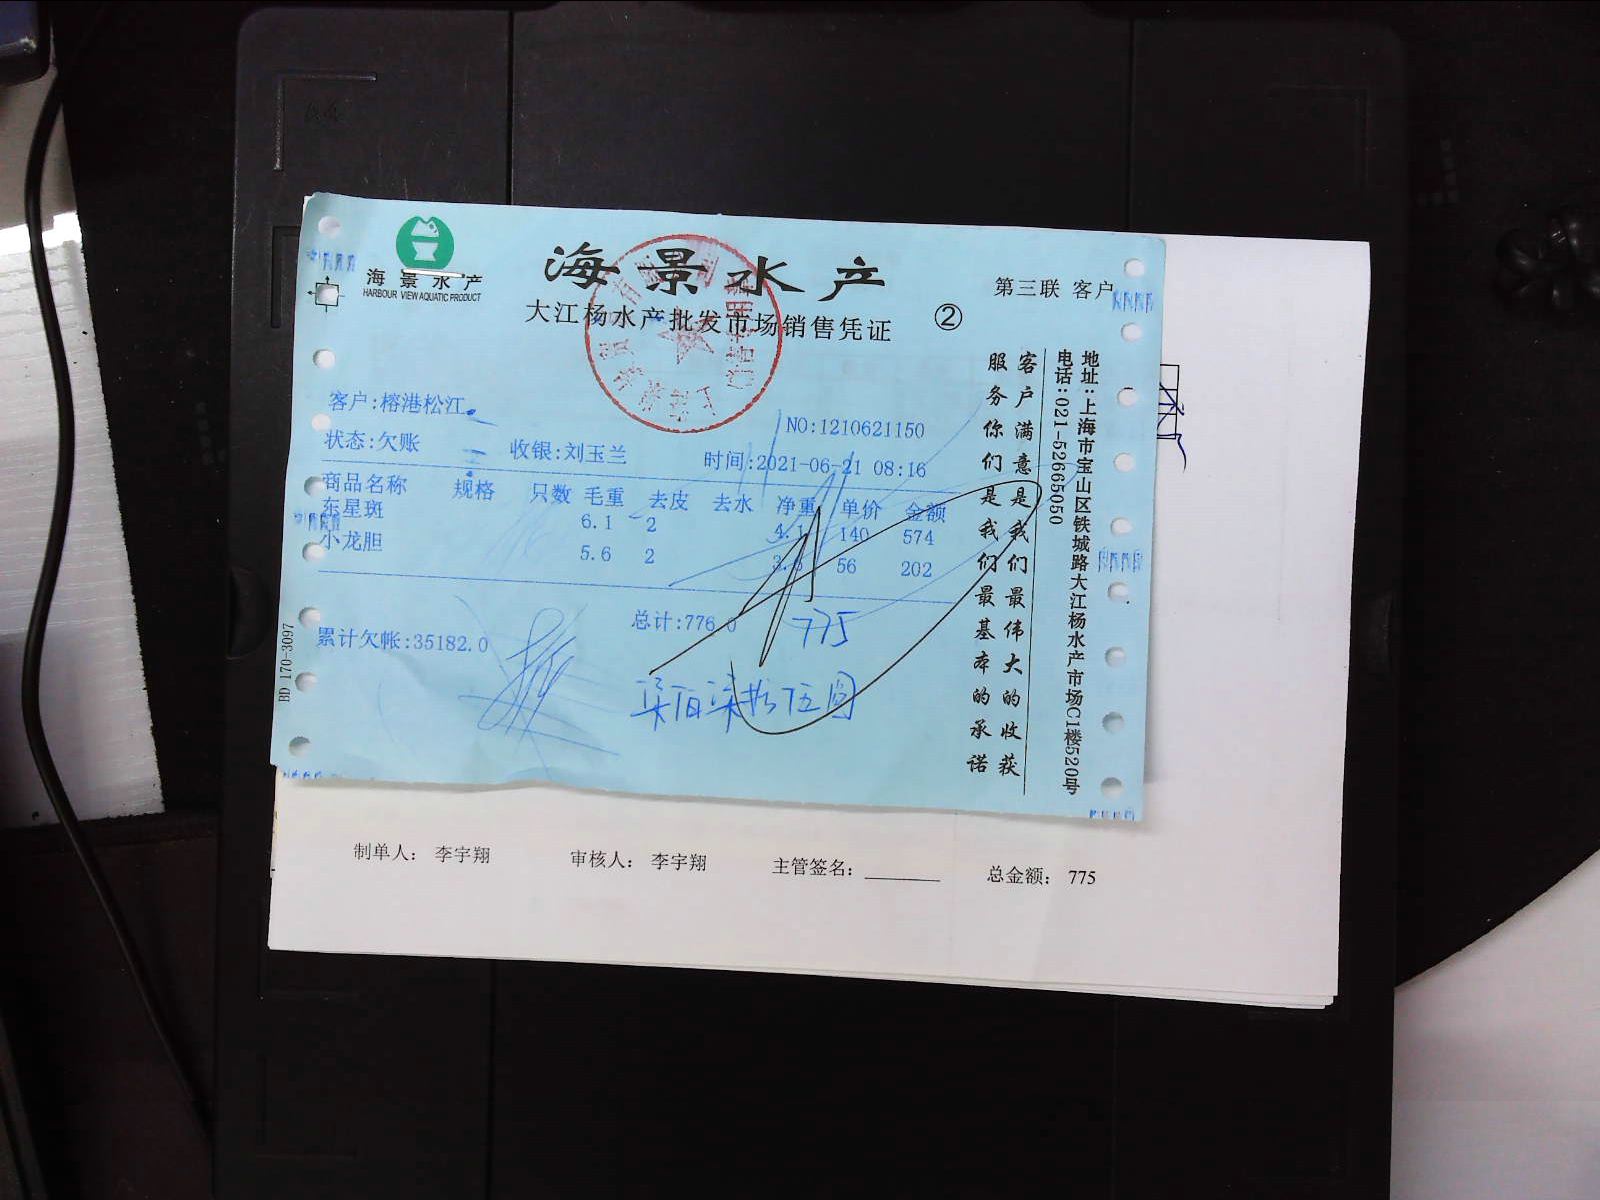 海景水产
HARBOUR VIEW AQUATIC PRODUCT
海景水产
大江杨水产批发市场销售凭证
②
第三联 客户
客户:榕港松江
NO:1210621150
状态:欠账 收银:刘玉兰 时间:2021-06-21 08:16
商品名称 规格 只数 毛重 去皮 去水 净重 单价 金额
东星斑 6.1 2 4.1 140 574
小龙胆 5.6 2 56 202
总计:776.0
775
累计欠帐:35182.0
柒佰柒拾伍圆
BD 170-3097
客户满意是我们最伟大的收获
服务你们是我们最基本的承诺
地址:上海市宝山区铁城路大江杨水产市场C1楼520号
电话:021-52665050
制单人: 李宇翔 审核人: 李宇翔 主管签名: 总金额: 775